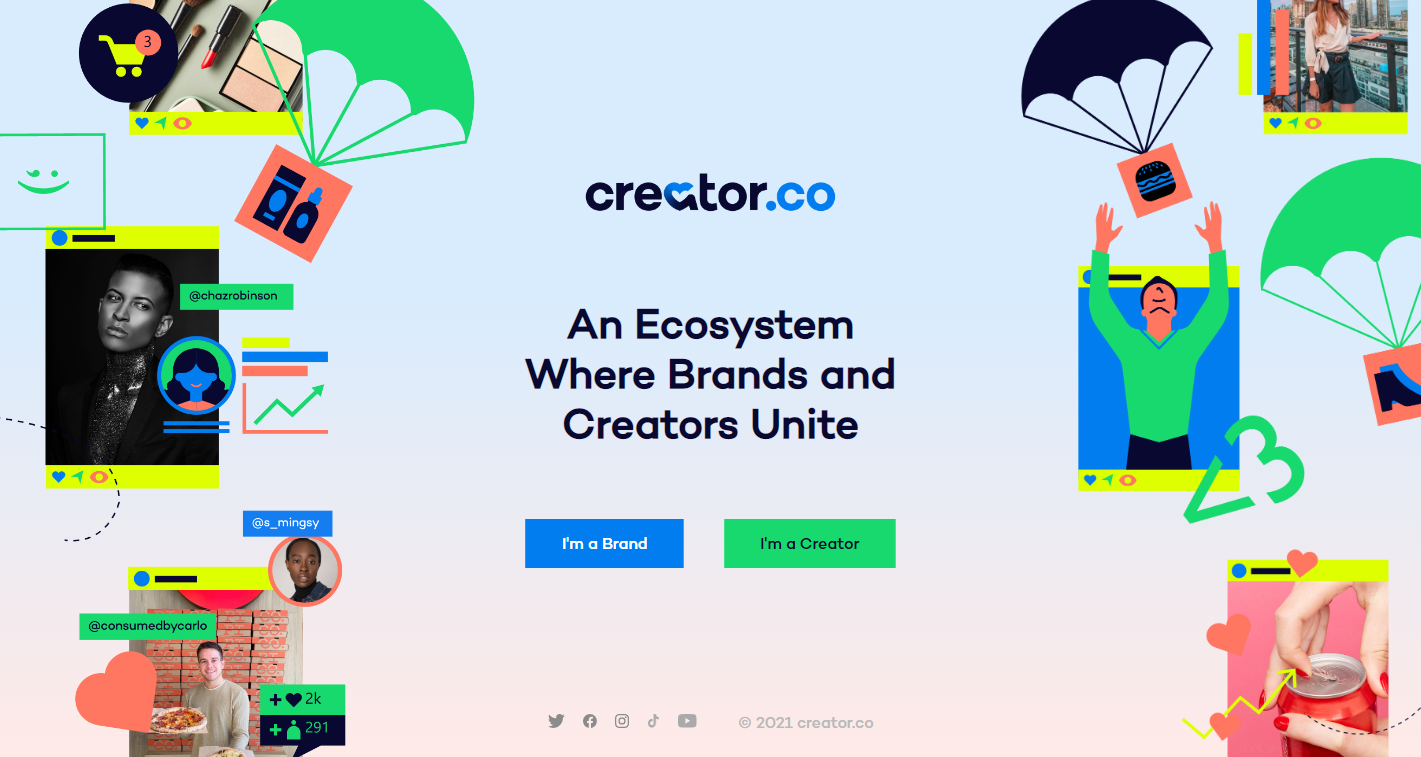 3
creator.co
@chazrobinson
An Ecosystem
Where Brands and
Creators Unite
<3
I'm a Brand
I'm a Creator
@s_mingsy
@consumedbycarlo
+ 2k
+ 291
© 2021 creator.co